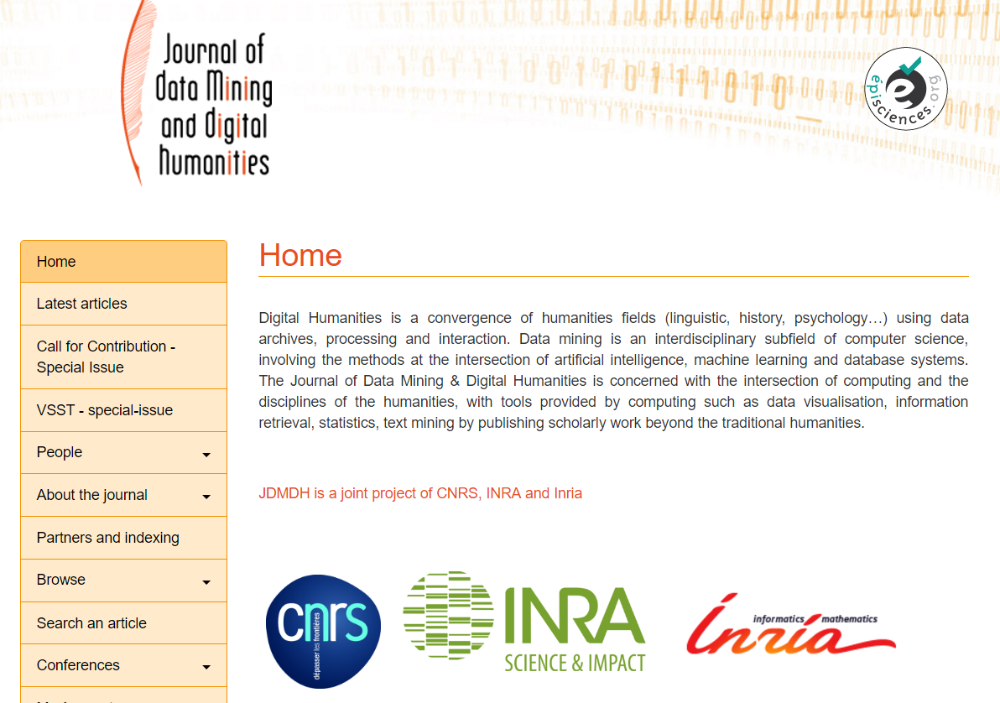 Journal of
Data Mining
and Digital
Humanities
épisciences.org
Home
Latest articles
Call for Contribution -
Special Issue
VSST - special-issue
People
About the journal
Partners and indexing
Browse
Search an article
Conferences
Home
Digital Humanities is a convergence of humanities fields (linguistic, history, psychology…) using data
archives, processing and interaction. Data mining is an interdisciplinary subfield of computer science,
involving the methods at the intersection of artificial intelligence, machine learning and database systems.
The Journal of Data Mining & Digital Humanities is concerned with the intersection of computing and the
disciplines of the humanities, with tools provided by computing such as data visualisation, information
retrieval, statistics, text mining by publishing scholarly work beyond the traditional humanities.
JDMDH is a joint project of CNRS, INRA and Inria
cnrs
dépasser les frontières
INRA
SCIENCE & IMPACT
informatics mathematics
Inria